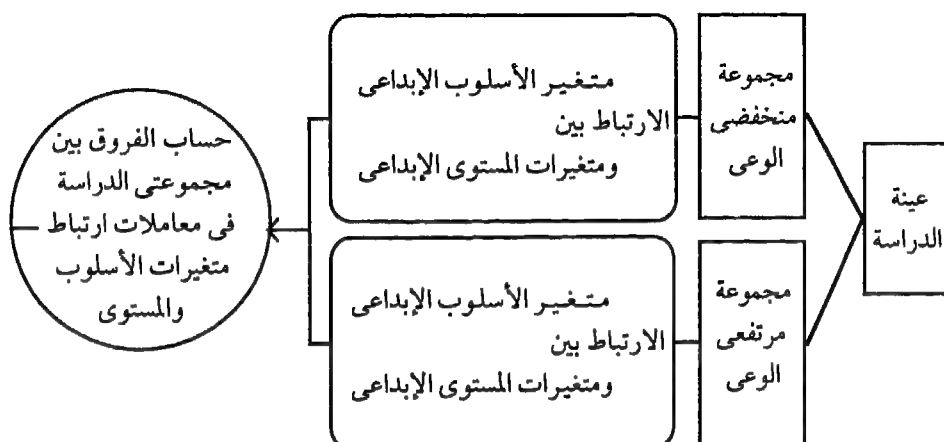 عينة
الدراسة
مجموعة
منخفضى
الوعى
متغير الأسلوب الإبداعى
الارتباط بين
ومتغيرات المستوى الإبداعى
مجموعة
مرتفعى
الوعى
متغير الأسلوب الإبداعى
الارتباط بين
ومتغيرات المستوى الإبداعى
حساب الفروق بين
مجموعتى الدراسة
فى معاملات ارتباط
متغيرات الأسلوب
والمستوى